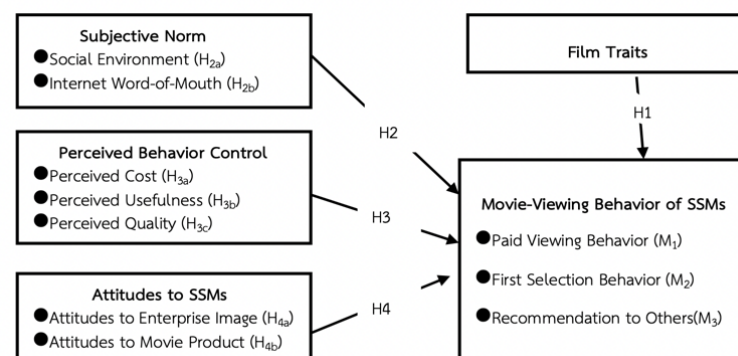 Subjective Norm
●Social Environment (H2a)
●Internet Word-of-Mouth (H2b)
Film Traits
H1
H2
Perceived Behavior Control
●Perceived Cost (H3a)
●Perceived Usefulness (H3b)
●Perceived Quality (H3c)
H3
Movie-Viewing Behavior of SSMs
●Paid Viewing Behavior (M1)
●First Selection Behavior (M2)
●Recommendation to Others(M3)
Attitudes to SSMs
●Attitudes to Enterprise Image (H4a)
●Attitudes to Movie Product (H4b)
H4